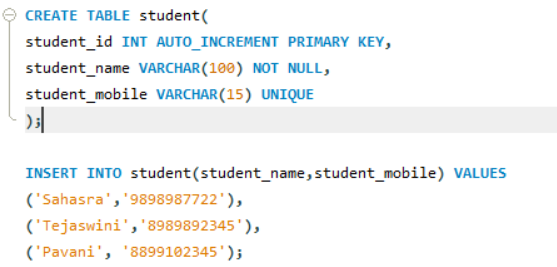 CREATE TABLE student(
student_id INT AUTO_INCREMENT PRIMARY KEY,
student_name VARCHAR(100) NOT NULL,
student_mobile VARCHAR(15) UNIQUE
);
INSERT INTO student(student_name,student_mobile) VALUES
('Sahasra','9898987722'),
('Tejaswini','8989892345'),
('Pavani', '8899102345');